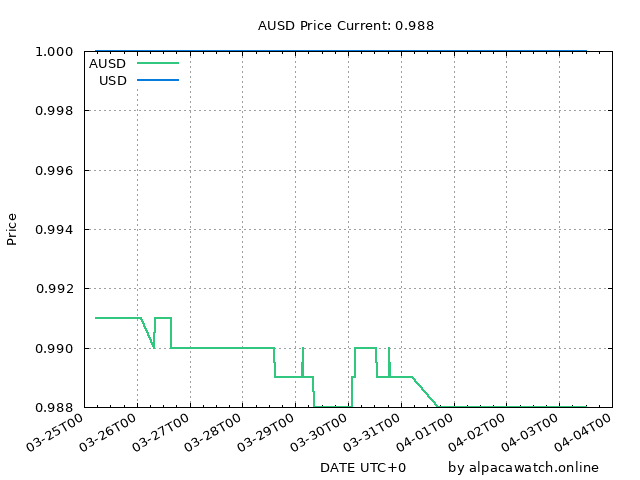 AUSD Price Current: 0.988
1.000
0.998
0.996
0.994
0.992
0.990
0.988
Price
AUSD
USD
03-25T00
03-26T00
03-27T00
03-28T00
03-29T00
03-30T00
03-31T00
04-01T00
04-02T00
04-03T00
04-04T00
DATE UTC+0
by alpacawatch.online